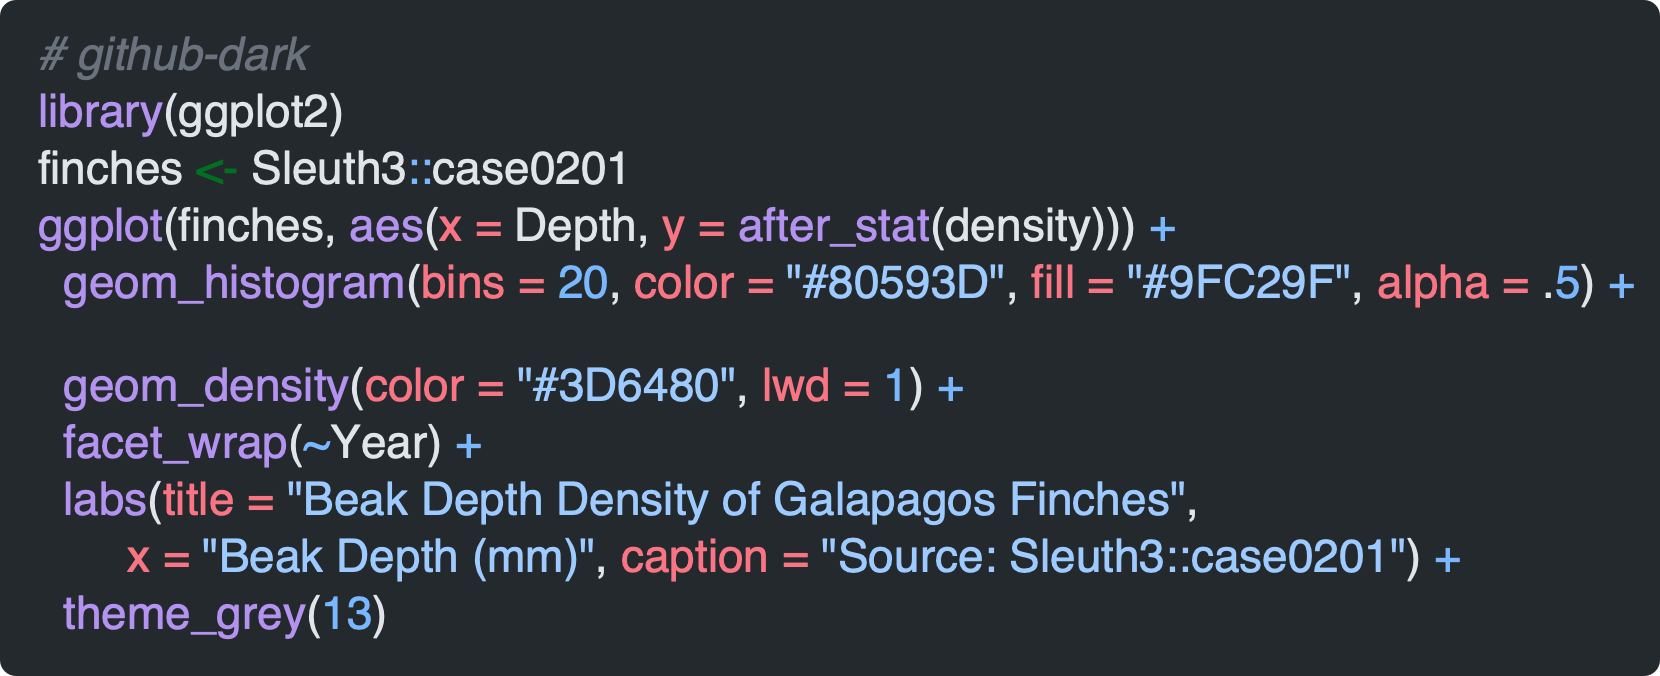 # github-dark
library(ggplot2)
finches <- Sleuth3::case0201
ggplot(finches, aes(x = Depth, y = after_stat(density))) +
  geom_histogram(bins = 20, color = "#80593D", fill = "#9FC29F", alpha = .5) +
  geom_density(color = "#3D6480", lwd = 1) +
  facet_wrap(~Year) +
  labs(title = "Beak Depth Density of Galapagos Finches",
       x = "Beak Depth (mm)", caption = "Source: Sleuth3::case0201") +
  theme_grey(13)